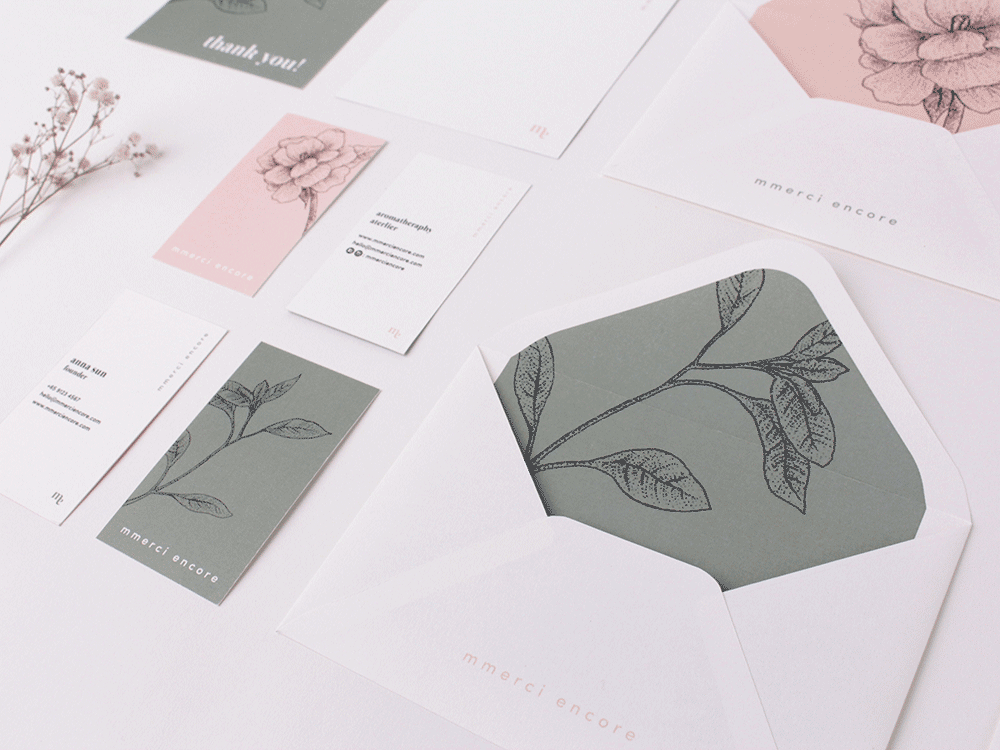 thank you!
me
mmerci encore
mmerci encore
aromatheraphy
atelier
www.mmerciencore.com
hello@mmerciencore.com
: mmerciencore
mmerci encore
anna sun
founder
+65 9123 4567
hello@mmerciencore.com
www.mmerciencore.com
mmerci encore
mmerci encore
mmerci encore